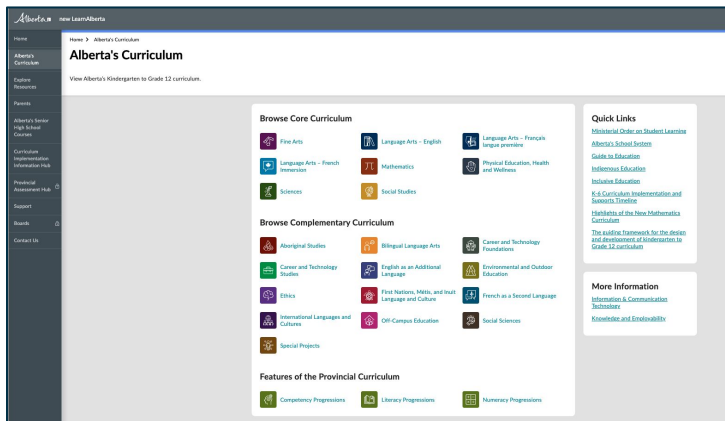 Alberta
new LearnAlberta
Home
Alberta's
Curriculum
Explore
Resources
Parents
Alberta's Senior
High School
Courses
Curriculum
Implementation
Information Hub
Provincial
Assessment Hub
Support
Boards
Contact Us
Home > Alberta's Curriculum
Alberta's Curriculum
View Alberta's Kindergarten to Grade 12 curriculum.
Browse Core Curriculum
Fine Arts
Language Arts – English
Language Arts – Français
langue première
Language Arts – French
Immersion
Mathematics
Physical Education, Health
and Wellness
Sciences
Social Studies
Browse Complementary Curriculum
Aboriginal Studies
Bilingual Language Arts
Career and Technology
Foundations
Career and Technology
Studies
English as an Additional
Language
Environmental and Outdoor
Education
Ethics
First Nations, Métis, and Inuit
Language and Culture
French as a Second Language
International Languages and
Cultures
Off-Campus Education
Social Sciences
Special Projects
Features of the Provincial Curriculum
Competency Progressions
Literacy Progressions
Numeracy Progressions
Quick Links
Ministerial Order on Student Learning
Alberta's School System
Guide to Education
Indigenous Education
Inclusive Education
K-6 Curriculum Implementation and
Supports Timeline
Highlights of the New Mathematics
Curriculum
The guiding framework for the design
and development of kindergarten to
Grade 12 curriculum
More Information
Information & Communication
Technology
Knowledge and Employability